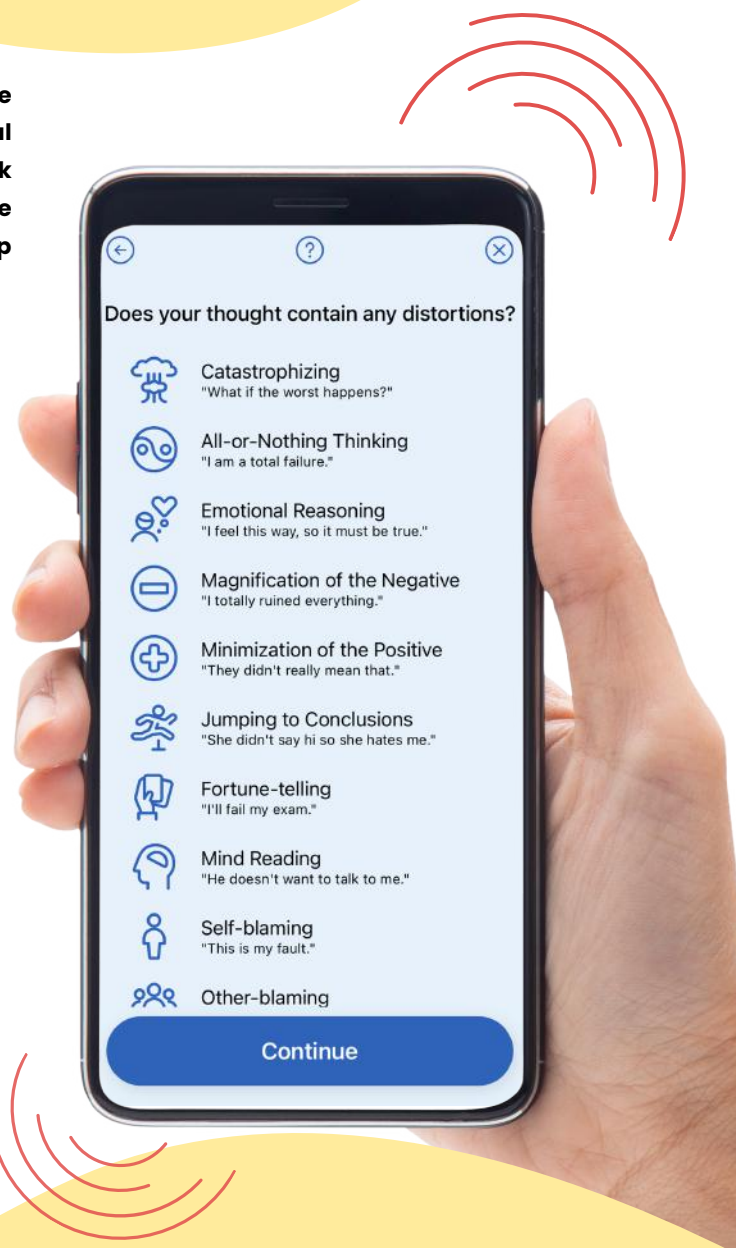 e
l
k
e
p
Does your thought contain any distortions?
Catastrophizing
"What if the worst happens?"
All-or-Nothing Thinking
"I am a total failure."
Emotional Reasoning
"I feel this way, so it must be true."
Magnification of the Negative
"I totally ruined everything."
Minimization of the Positive
"They didn't really mean that."
Jumping to Conclusions
"She didn't say hi so she hates me."
Fortune-telling
"I'll fail my exam."
Mind Reading
"He doesn't want to talk to me."
Self-blaming
"This is my fault."
Other-blaming
Continue